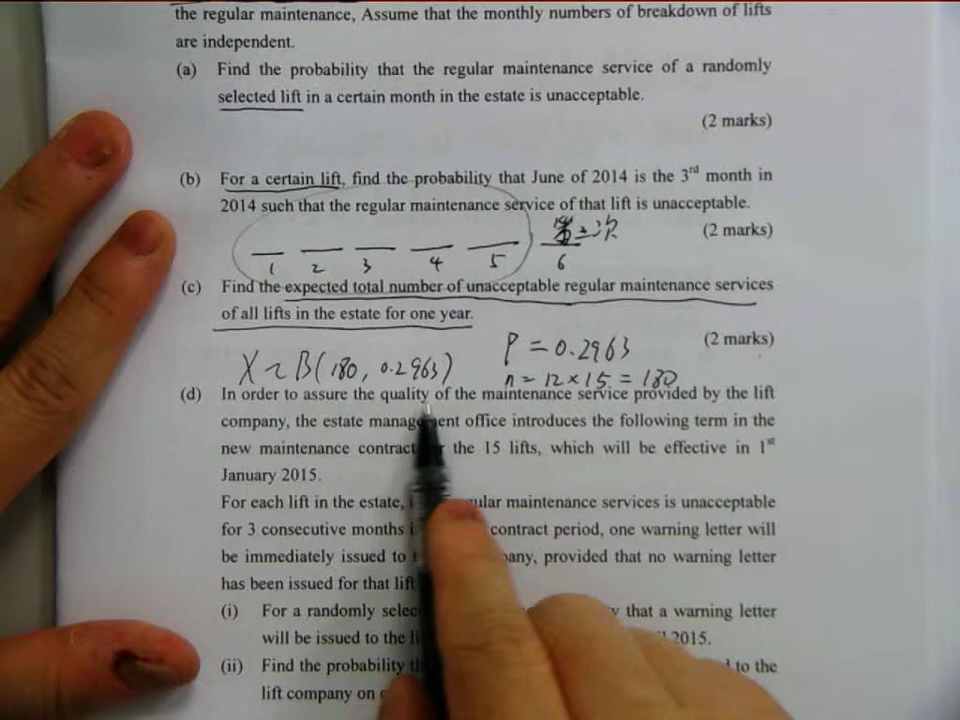 the regular maintenance, Assume that the monthly numbers of breakdown of lifts
are independent.
(a) Find the probability that the regular maintenance service of a randomly
selected lift in a certain month in the estate is unacceptable.
(2 marks)
(b) For a certain lift, find the probability that June of 2014 is the 3rd month in
2014 such that the regular maintenance service of that lift is unacceptable.
第三次 (2 marks)
1 2 3 4 5 6
(c) Find the expected total number of unacceptable regular maintenance services
of all lifts in the estate for one year.
P = 0.2963 (2 marks)
X ~ B(180, 0.2963) n = 12 × 15 = 180
(d) In order to assure the quality of the maintenance service provided by the lift
company, the estate management office introduces the following term in the
new maintenance contract the 15 lifts, which will be effective in 1st
January 2015.
For each lift in the estate, regular maintenance services is unacceptable
for 3 consecutive months contract period, one warning letter will
be immediately issued to provided that no warning letter
has been issued for that lift
(i) For a randomly that a warning letter
will be issued to the 2015.
(ii) Find the probability to the
lift company on